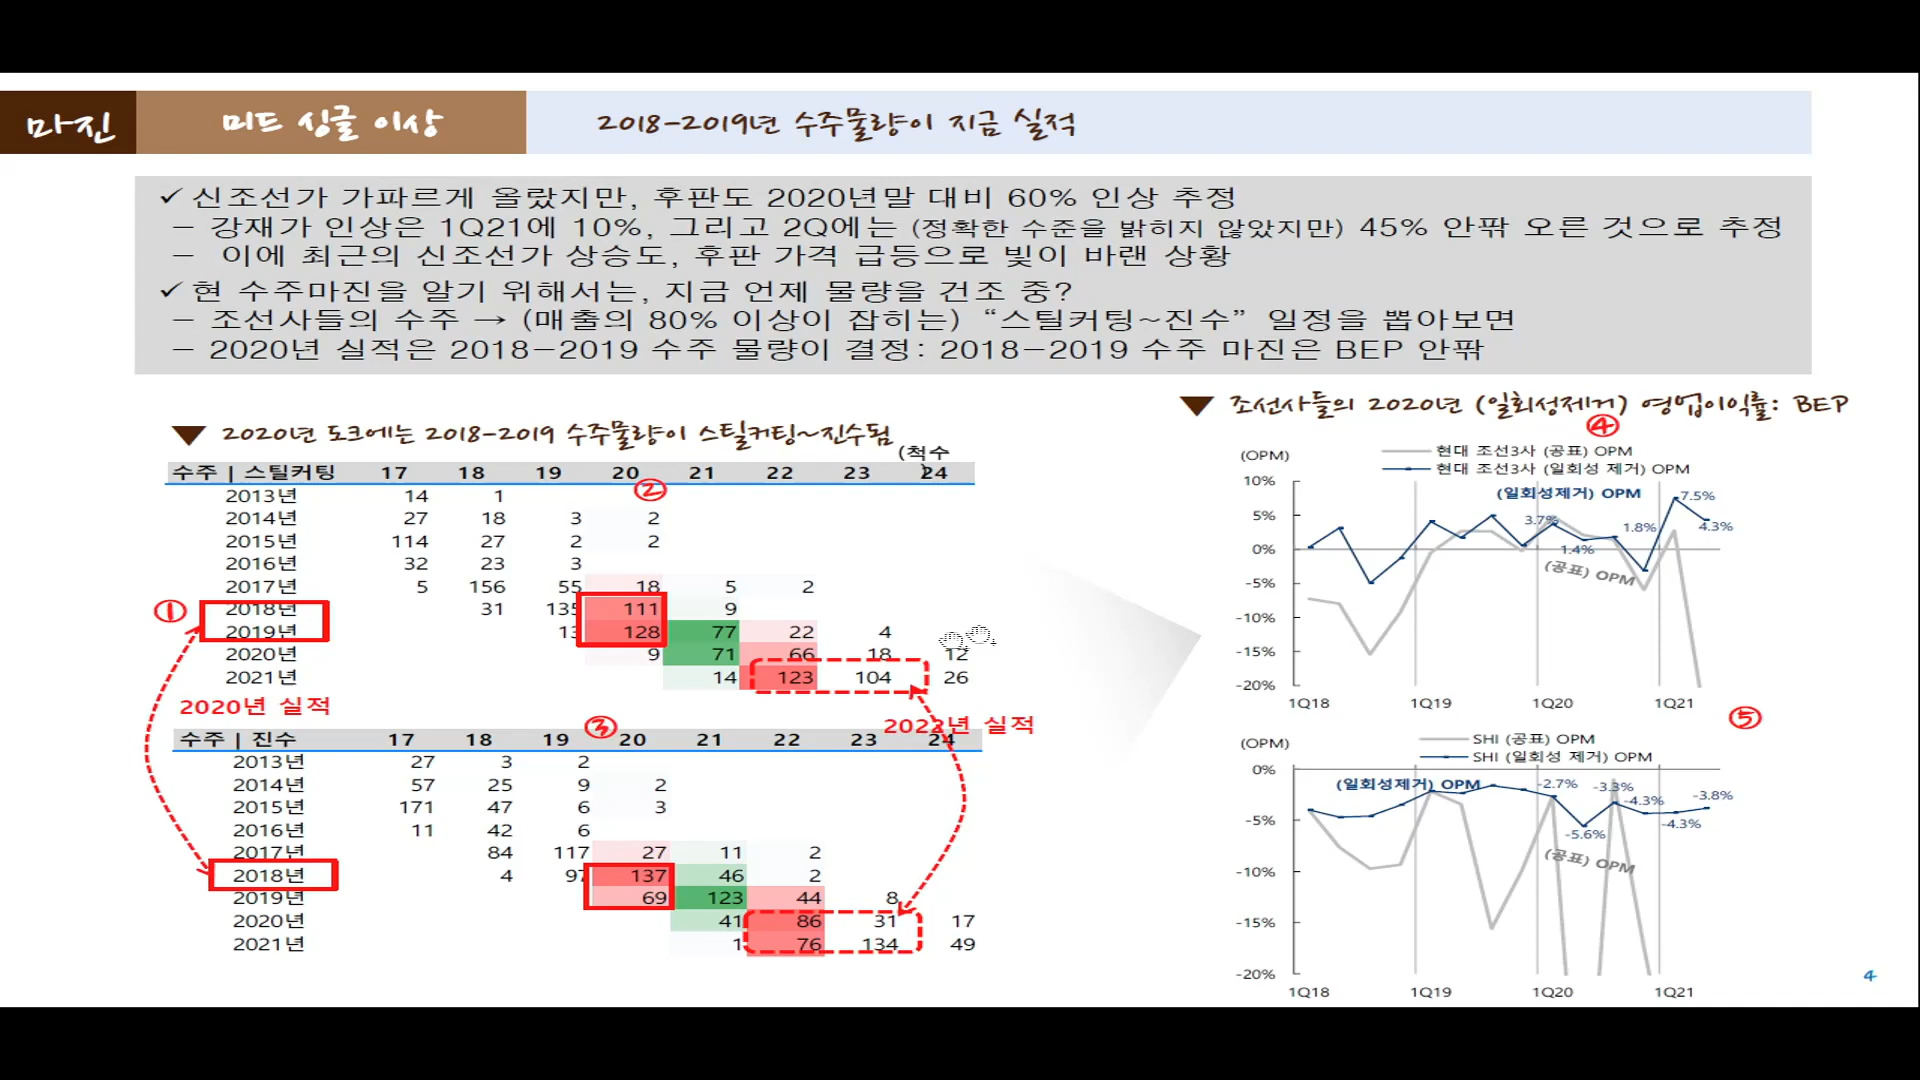 마진 미드 싱글 이상 2018-2019년 수주물량이 지금 실적
✓ 신조선가 가파르게 올랐지만, 후판도 2020년말 대비 60% 인상 추정
– 강재가 인상은 1Q21에 10%, 그리고 2Q에는 (정확한 수준을 밝히지 않았지만) 45% 안팎 오른 것으로 추정
– 이에 최근의 신조선가 상승도, 후판 가격 급등으로 빛이 바랜 상황
✓ 현 수주마진을 알기 위해서는, 지금 언제 물량을 건조 중?
– 조선사들의 수주 → (매출의 80% 이상이 잡히는) “스틸커팅~진수” 일정을 뽑아보면
– 2020년 실적은 2018-2019 수주 물량이 결정: 2018-2019 수주 마진은 BEP 안팎
▼ 2020년 도크에는 2018-2019 수주물량이 스틸커팅~진수됨
(척수
수주 | 스틸커팅 17 18 19 20 21 22 23 24
②
2013년 14 1
2014년 27 18 3 2
2015년 114 27 2 2
2016년 32 23 3
2017년 5 156 55 18 5 2
① 2018년 31 135 111 9
2019년 13 128 77 22 4
2020년 9 71 66 18 12
2021년 14 123 104 26
2020년 실적
2022년 실적
③
수주 | 진수 17 18 19 20 21 22 23 24
2013년 27 3 2
2014년 57 25 9 2
2015년 171 47 6 3
2016년 11 42 6
2017년 84 117 27 11 2
2018년 4 97 137 46 2
2019년 69 123 44 8
2020년 41 86 31 17
2021년 1 76 134 49
▼ 조선사들의 2020년 (일회성제거) 영업이익률: BEP
④
(OPM)
현대 조선3사 (공표) OPM
현대 조선3사 (일회성 제거) OPM
10%
5%
0%
-5%
-10%
-15%
-20%
(일회성제거) OPM
3.7%
1.4%
1.8%
7.5%
4.3%
(공표) OPM
1Q18 1Q19 1Q20 1Q21
⑤
(OPM)
SHI (공표) OPM
SHI (일회성 제거) OPM
0%
-5%
-10%
-15%
-20%
(일회성제거) OPM
-2.7%
-5.6%
-3.3%
-4.3%
-4.3%
-3.8%
(공표) OPM
1Q18 1Q19 1Q20 1Q21
4